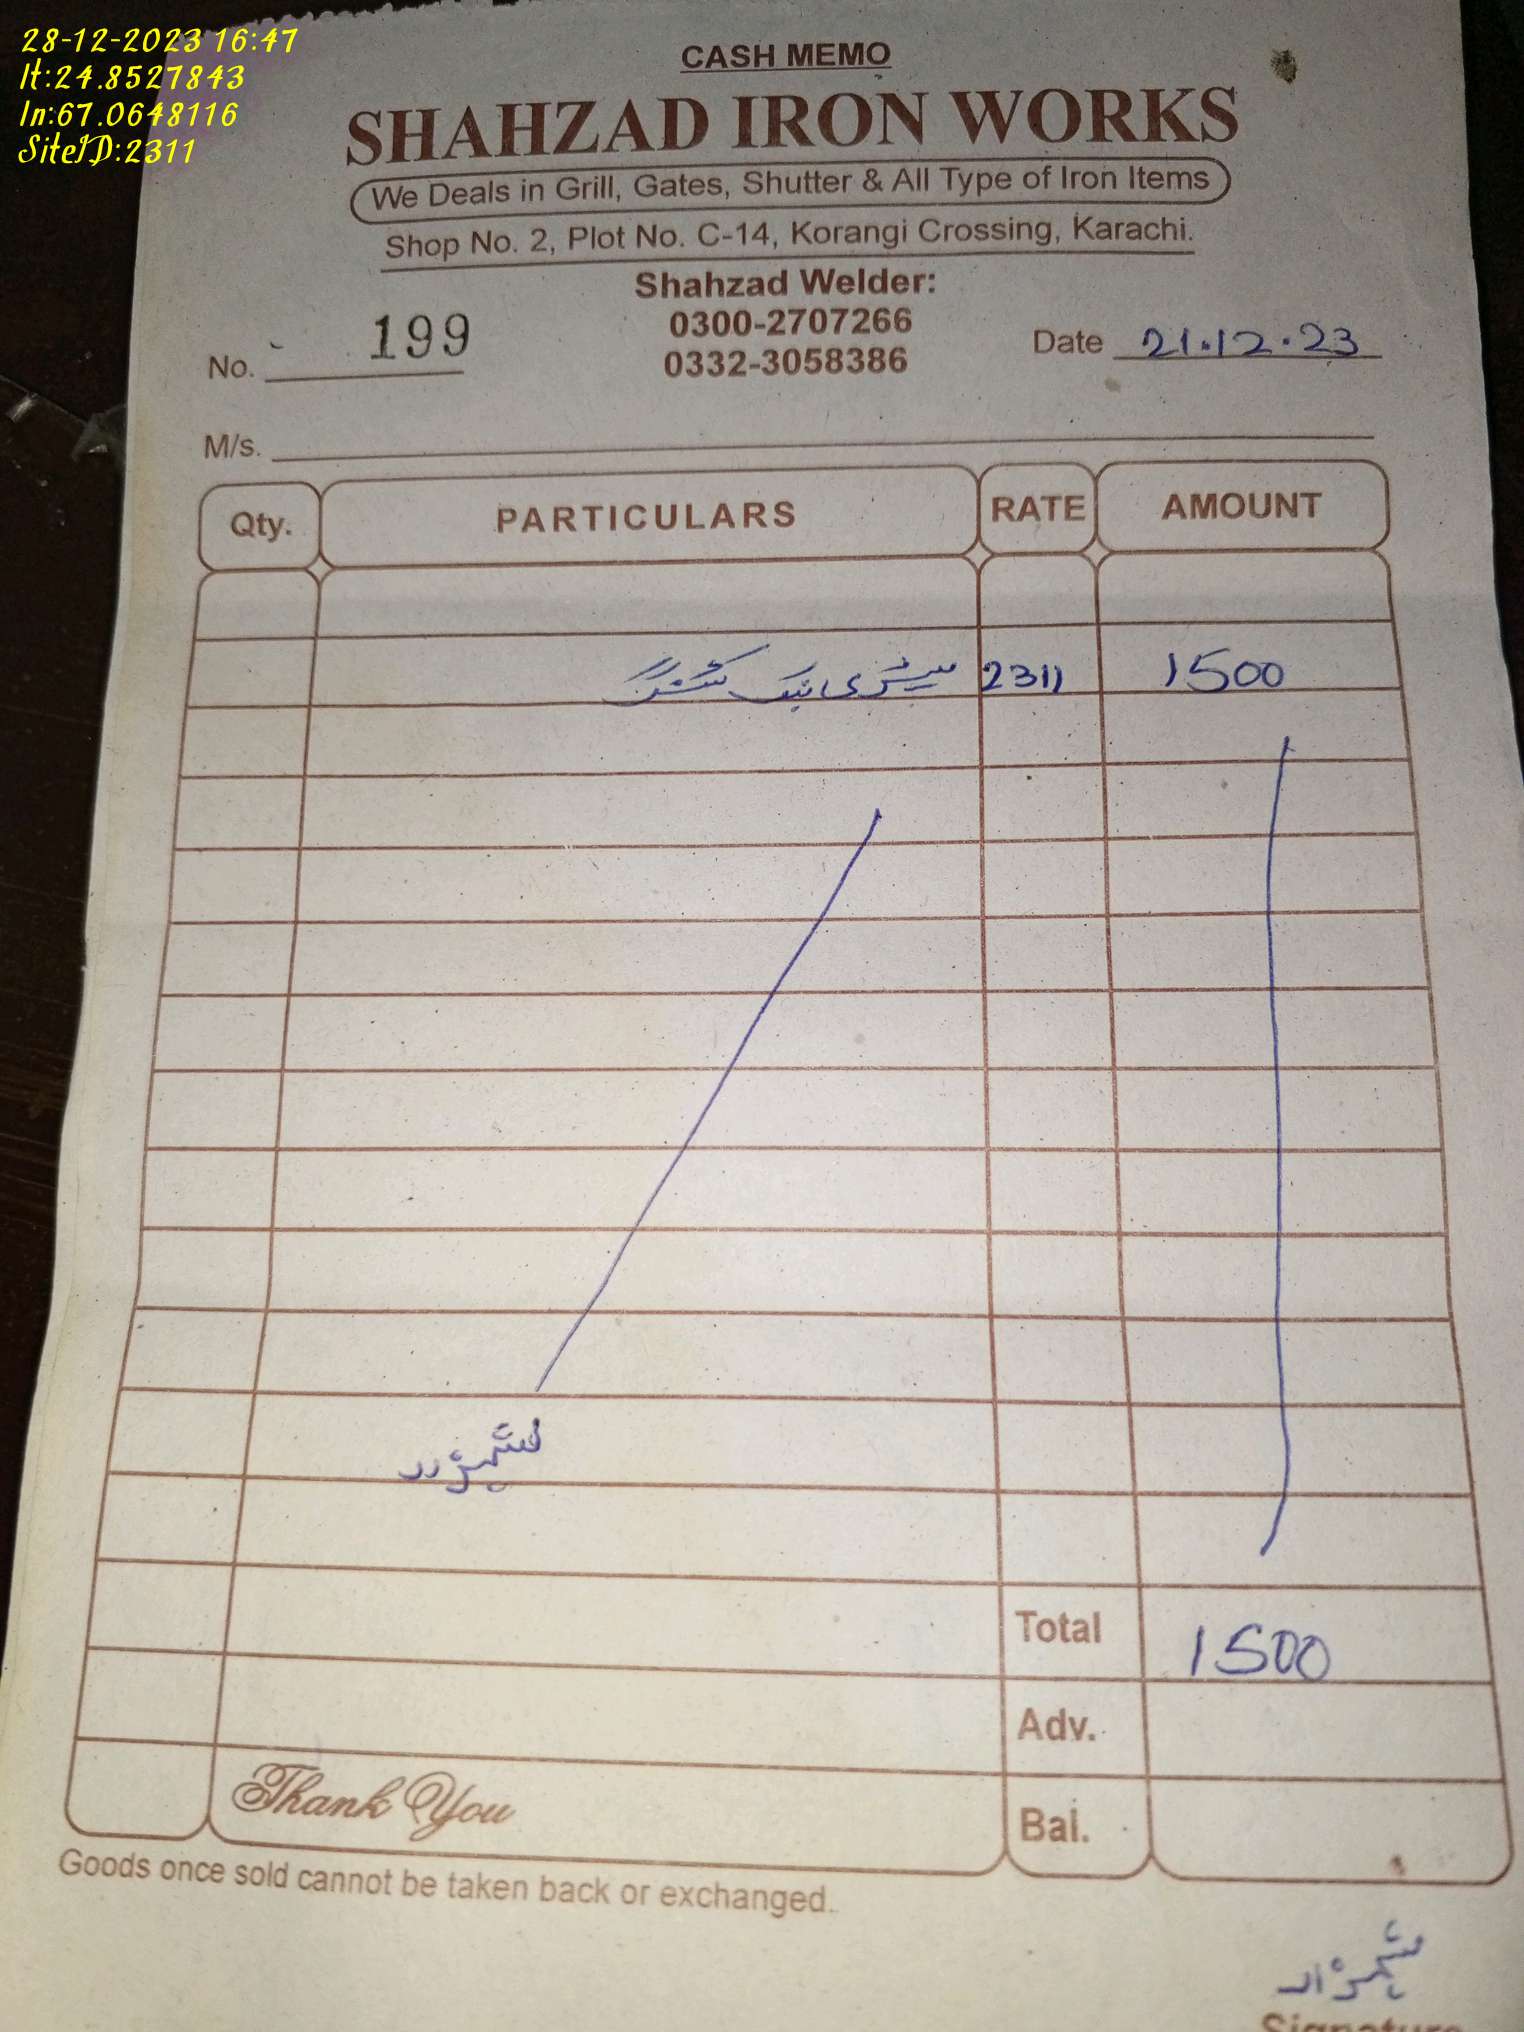 28-12-2023 16:47
lt:24.8527843
ln:67.0648116
SiteID:2311
CASH MEMO
SHAHZAD IRON WORKS
We Deals in Grill, Gates, Shutter & All Type of Iron Items
Shop No. 2, Plot No. C-14, Korangi Crossing, Karachi.
Shahzad Welder:
0300-2707266
0332-3058386
No. 199
Date 21.12.23
M/s.
Qty. PARTICULARS RATE AMOUNT
2311 1500
Total 1500
Adv.
Thank You
Bal.
Goods once sold cannot be taken back or exchanged.
Signature